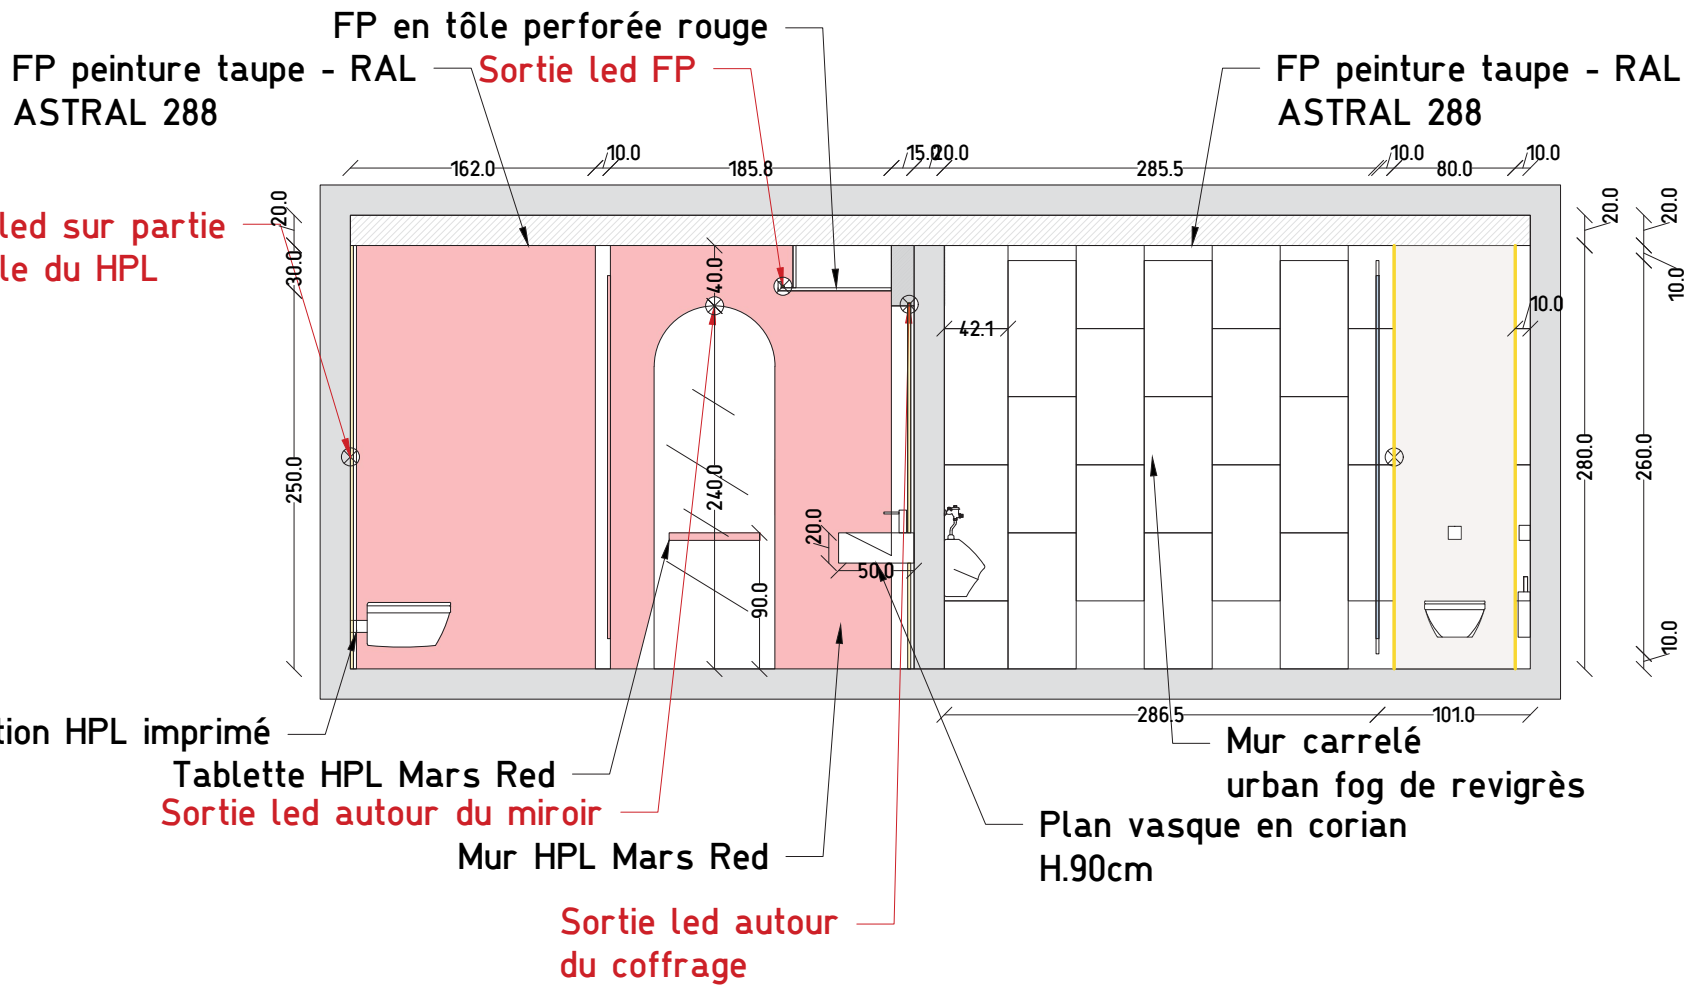 FP en tôle perforée rouge
FP peinture taupe - RAL
ASTRAL 288
Sortie led FP
FP peinture taupe - RAL
ASTRAL 288
162.0
10.0
185.8
15.0
20.0
285.5
10.0
80.0
10.0
20.0
30.0
250.0
led sur partie
le du HPL
40.0
240.0
90.0
20.0
50.0
42.1
10.0
20.0
280.0
20.0
10.0
260.0
10.0
286.5
101.0
tion HPL imprimé
Tablette HPL Mars Red
Sortie led autour du miroir
Mur HPL Mars Red
Mur carrelé
urban fog de revigrès
Plan vasque en corian
H.90cm
Sortie led autour
du coffrage